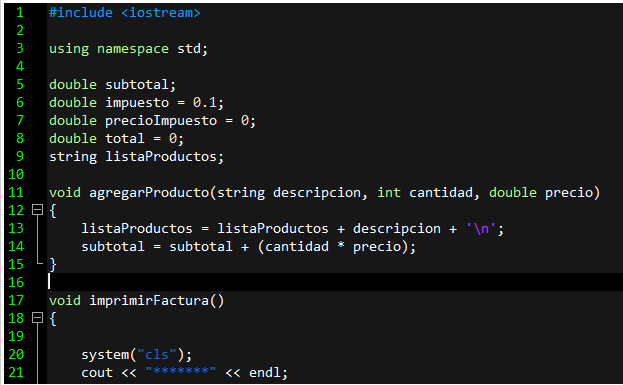 1 #include <iostream>
2
3 using namespace std;
4
5 double subtotal;
6 double impuesto = 0.1;
7 double precioImpuesto = 0;
8 double total = 0;
9 string listaProductos;
10
11 void agregarProducto(string descripcion, int cantidad, double precio)
12 {
13 listaProductos = listaProductos + descripcion + '\n';
14 subtotal = subtotal + (cantidad * precio);
15 }
16
17 void imprimirFactura()
18 {
19
20 system("cls");
21 cout << "*******" << endl;